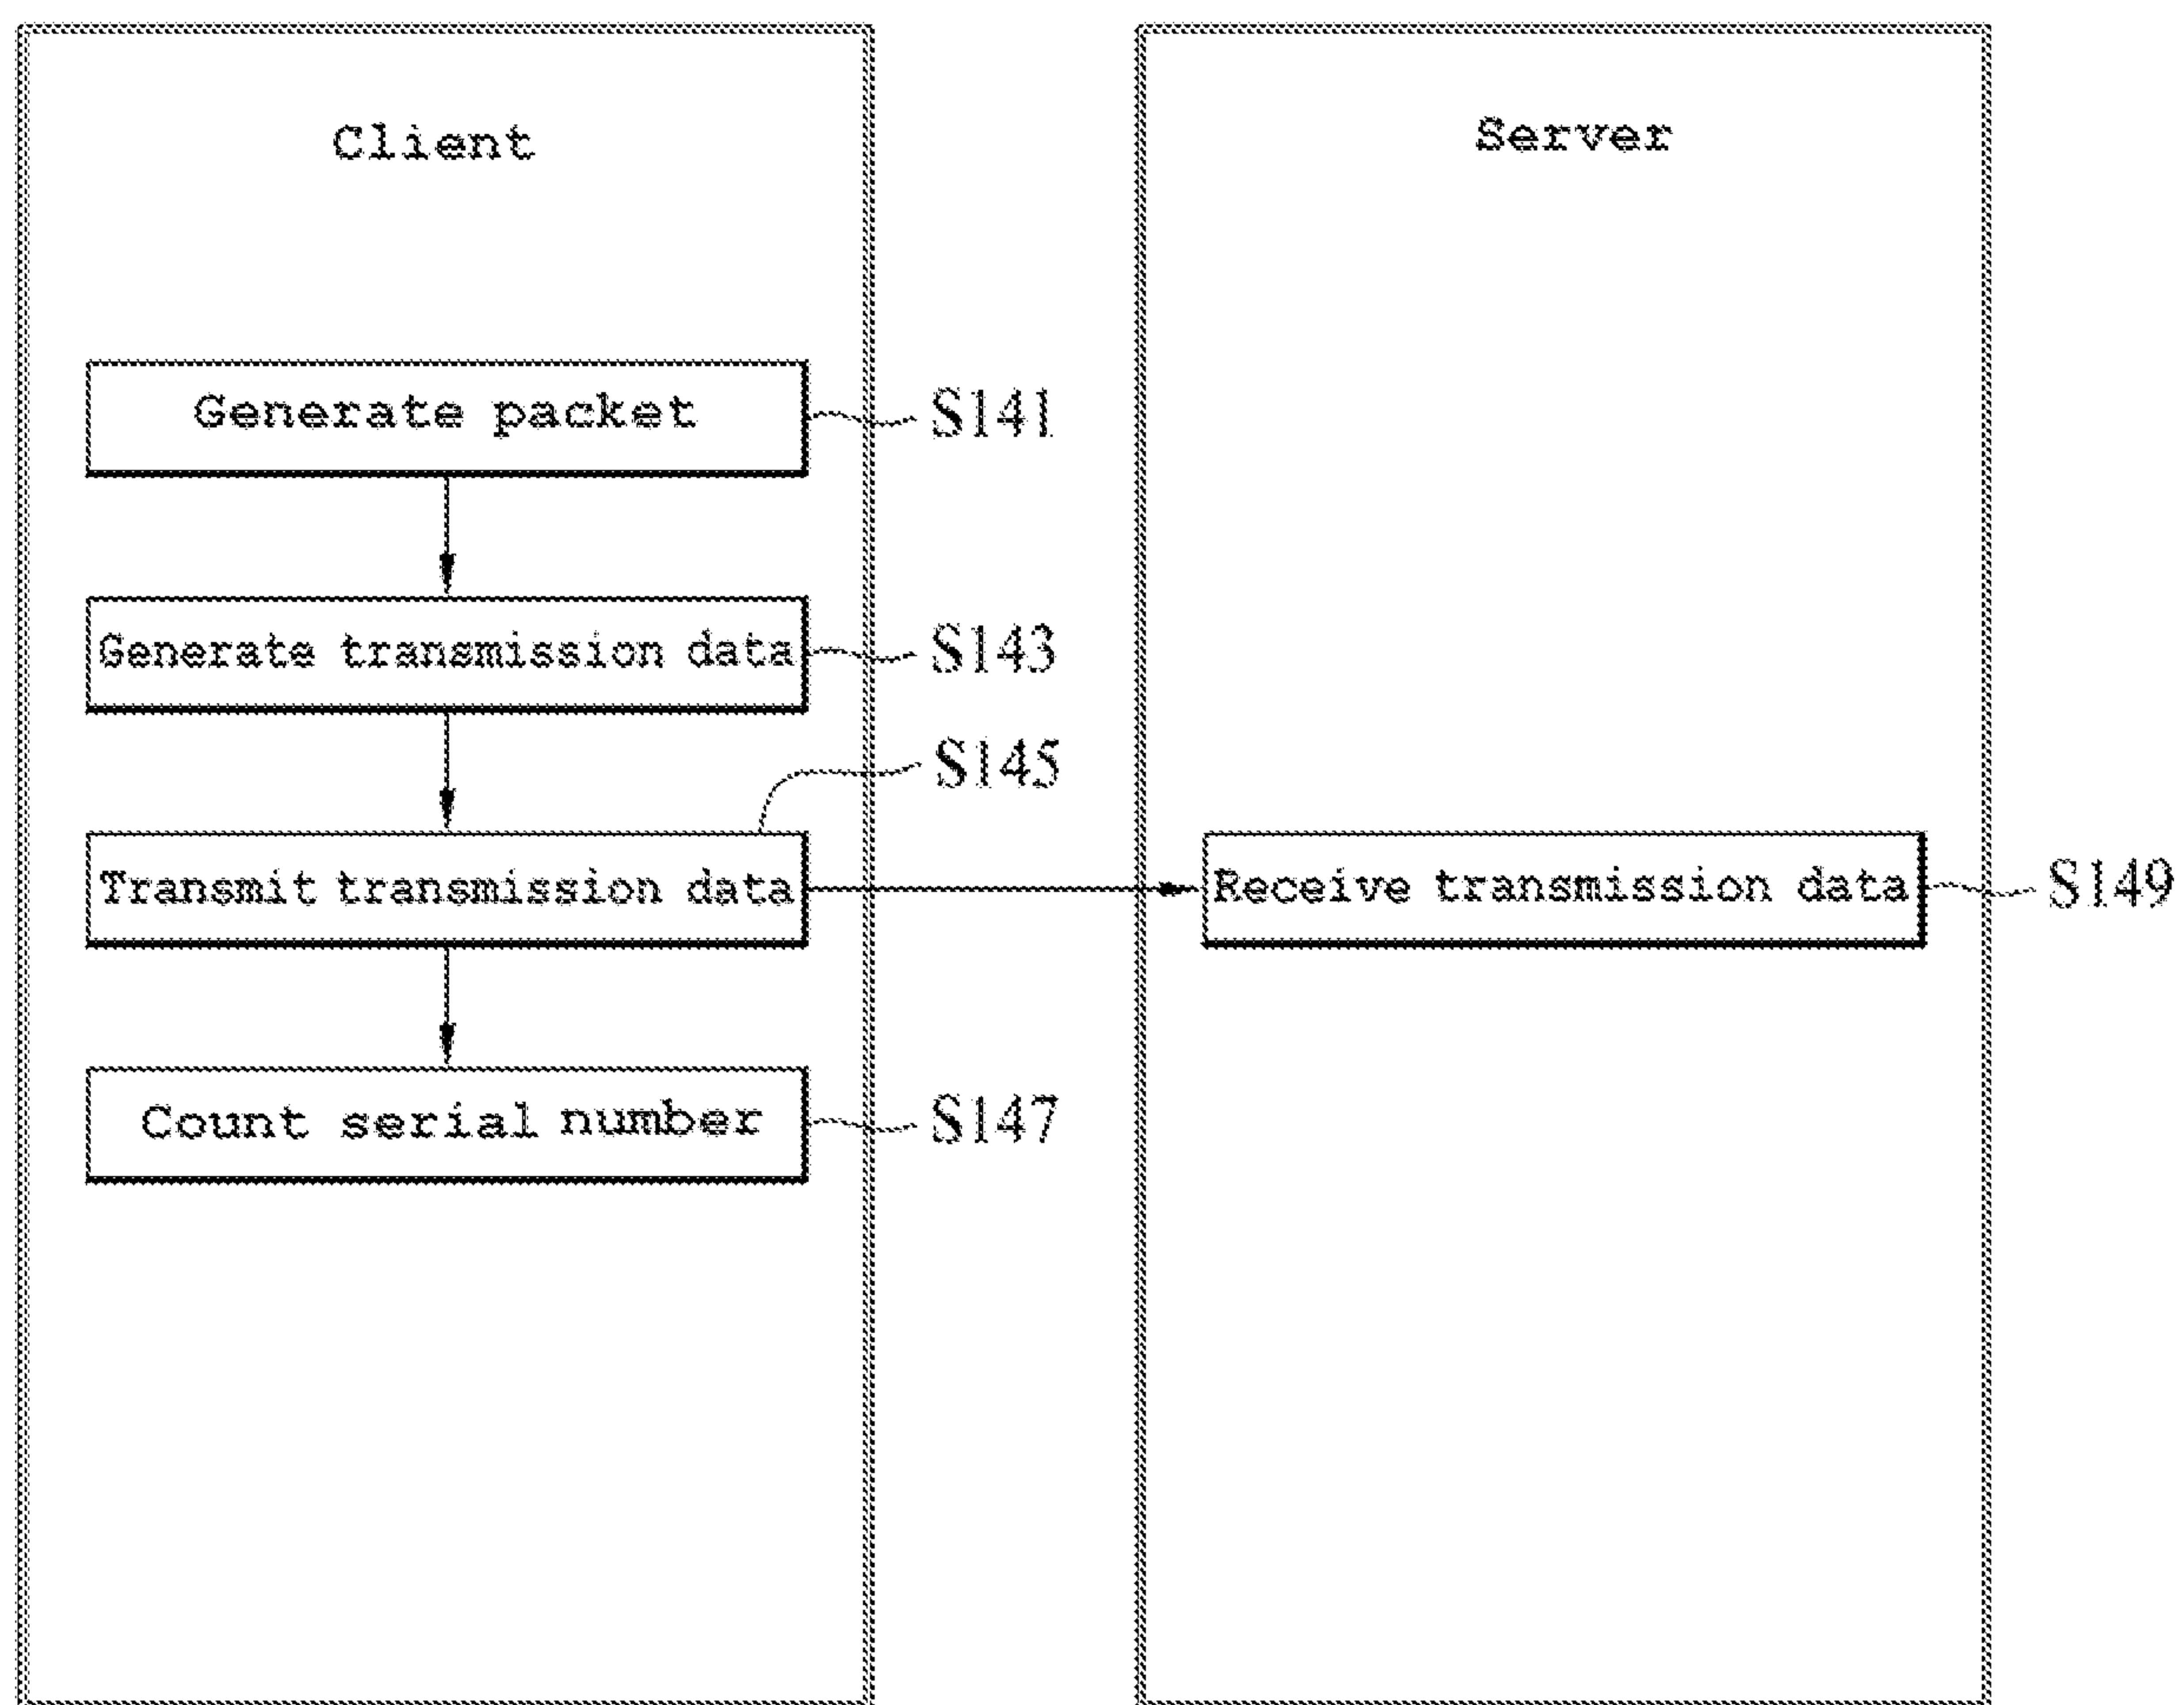 Client
Server
Generate packet
S141
Generate transmission data
S143
S145
Transmit transmission data
Receive transmission data
S149
Count serial number
S147